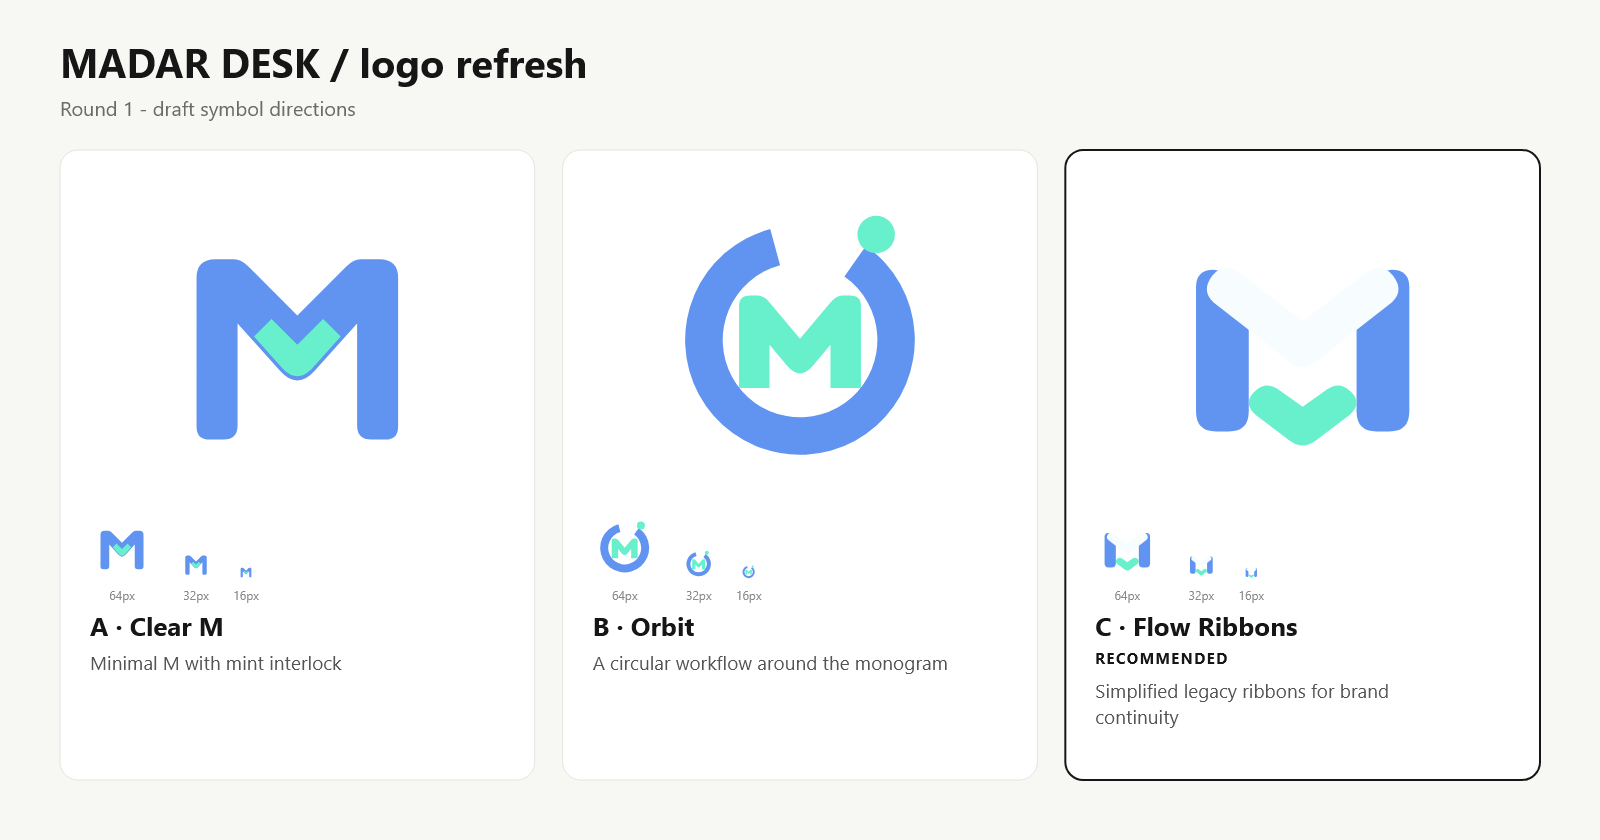 MADAR DESK / logo refresh
Round 1 - draft symbol directions
M
64px 32px 16px
A · Clear M
Minimal M with mint interlock
M
64px 32px 16px
B · Orbit
A circular workflow around the monogram
M
64px 32px 16px
C · Flow Ribbons
RECOMMENDED
Simplified legacy ribbons for brand
continuity